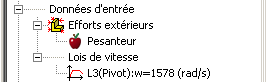 Données d'entrée
Efforts extérieurs
Pesanteur
Lois de vitesse
L3(Pivot):w=1578 (rad/s)